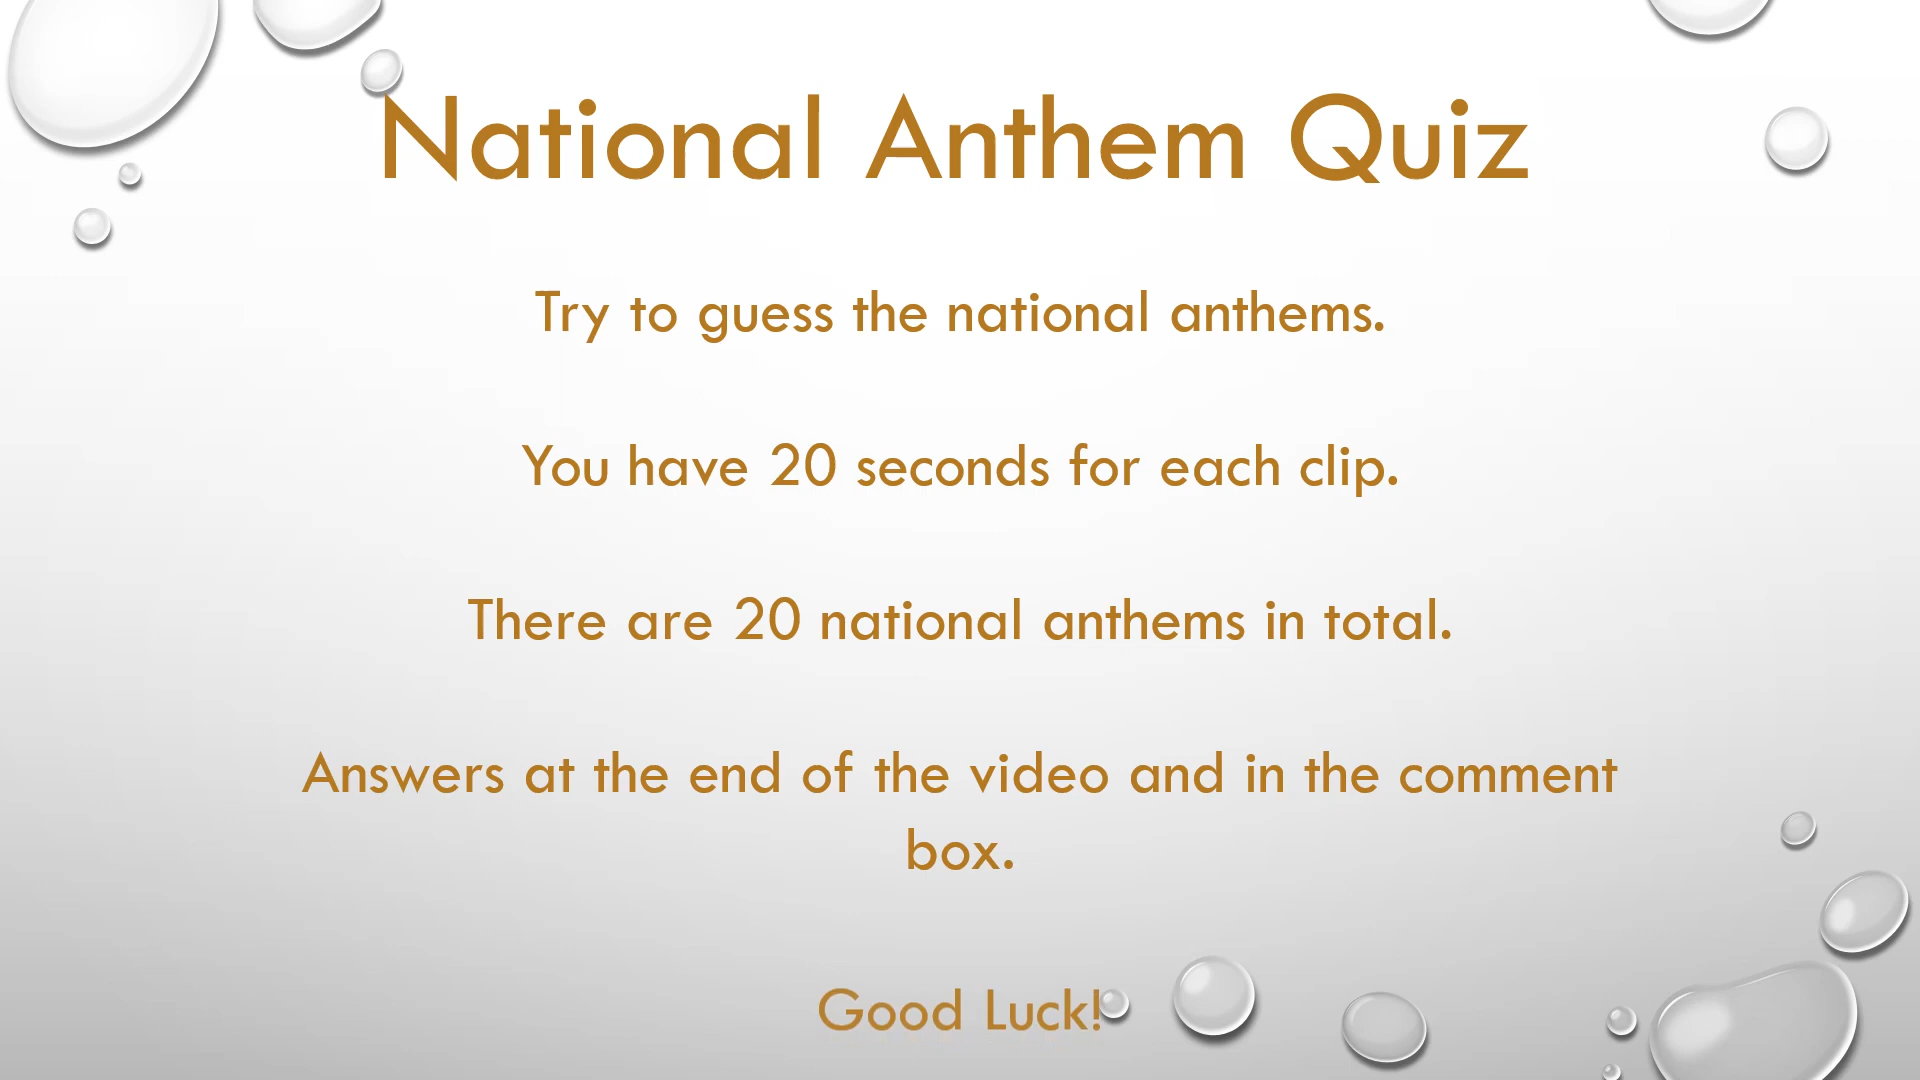 National Anthem Quiz
Try to guess the national anthems.
You have 20 seconds for each clip.
There are 20 national anthems in total.
Answers at the end of the video and in the comment
box.
Good Luck!